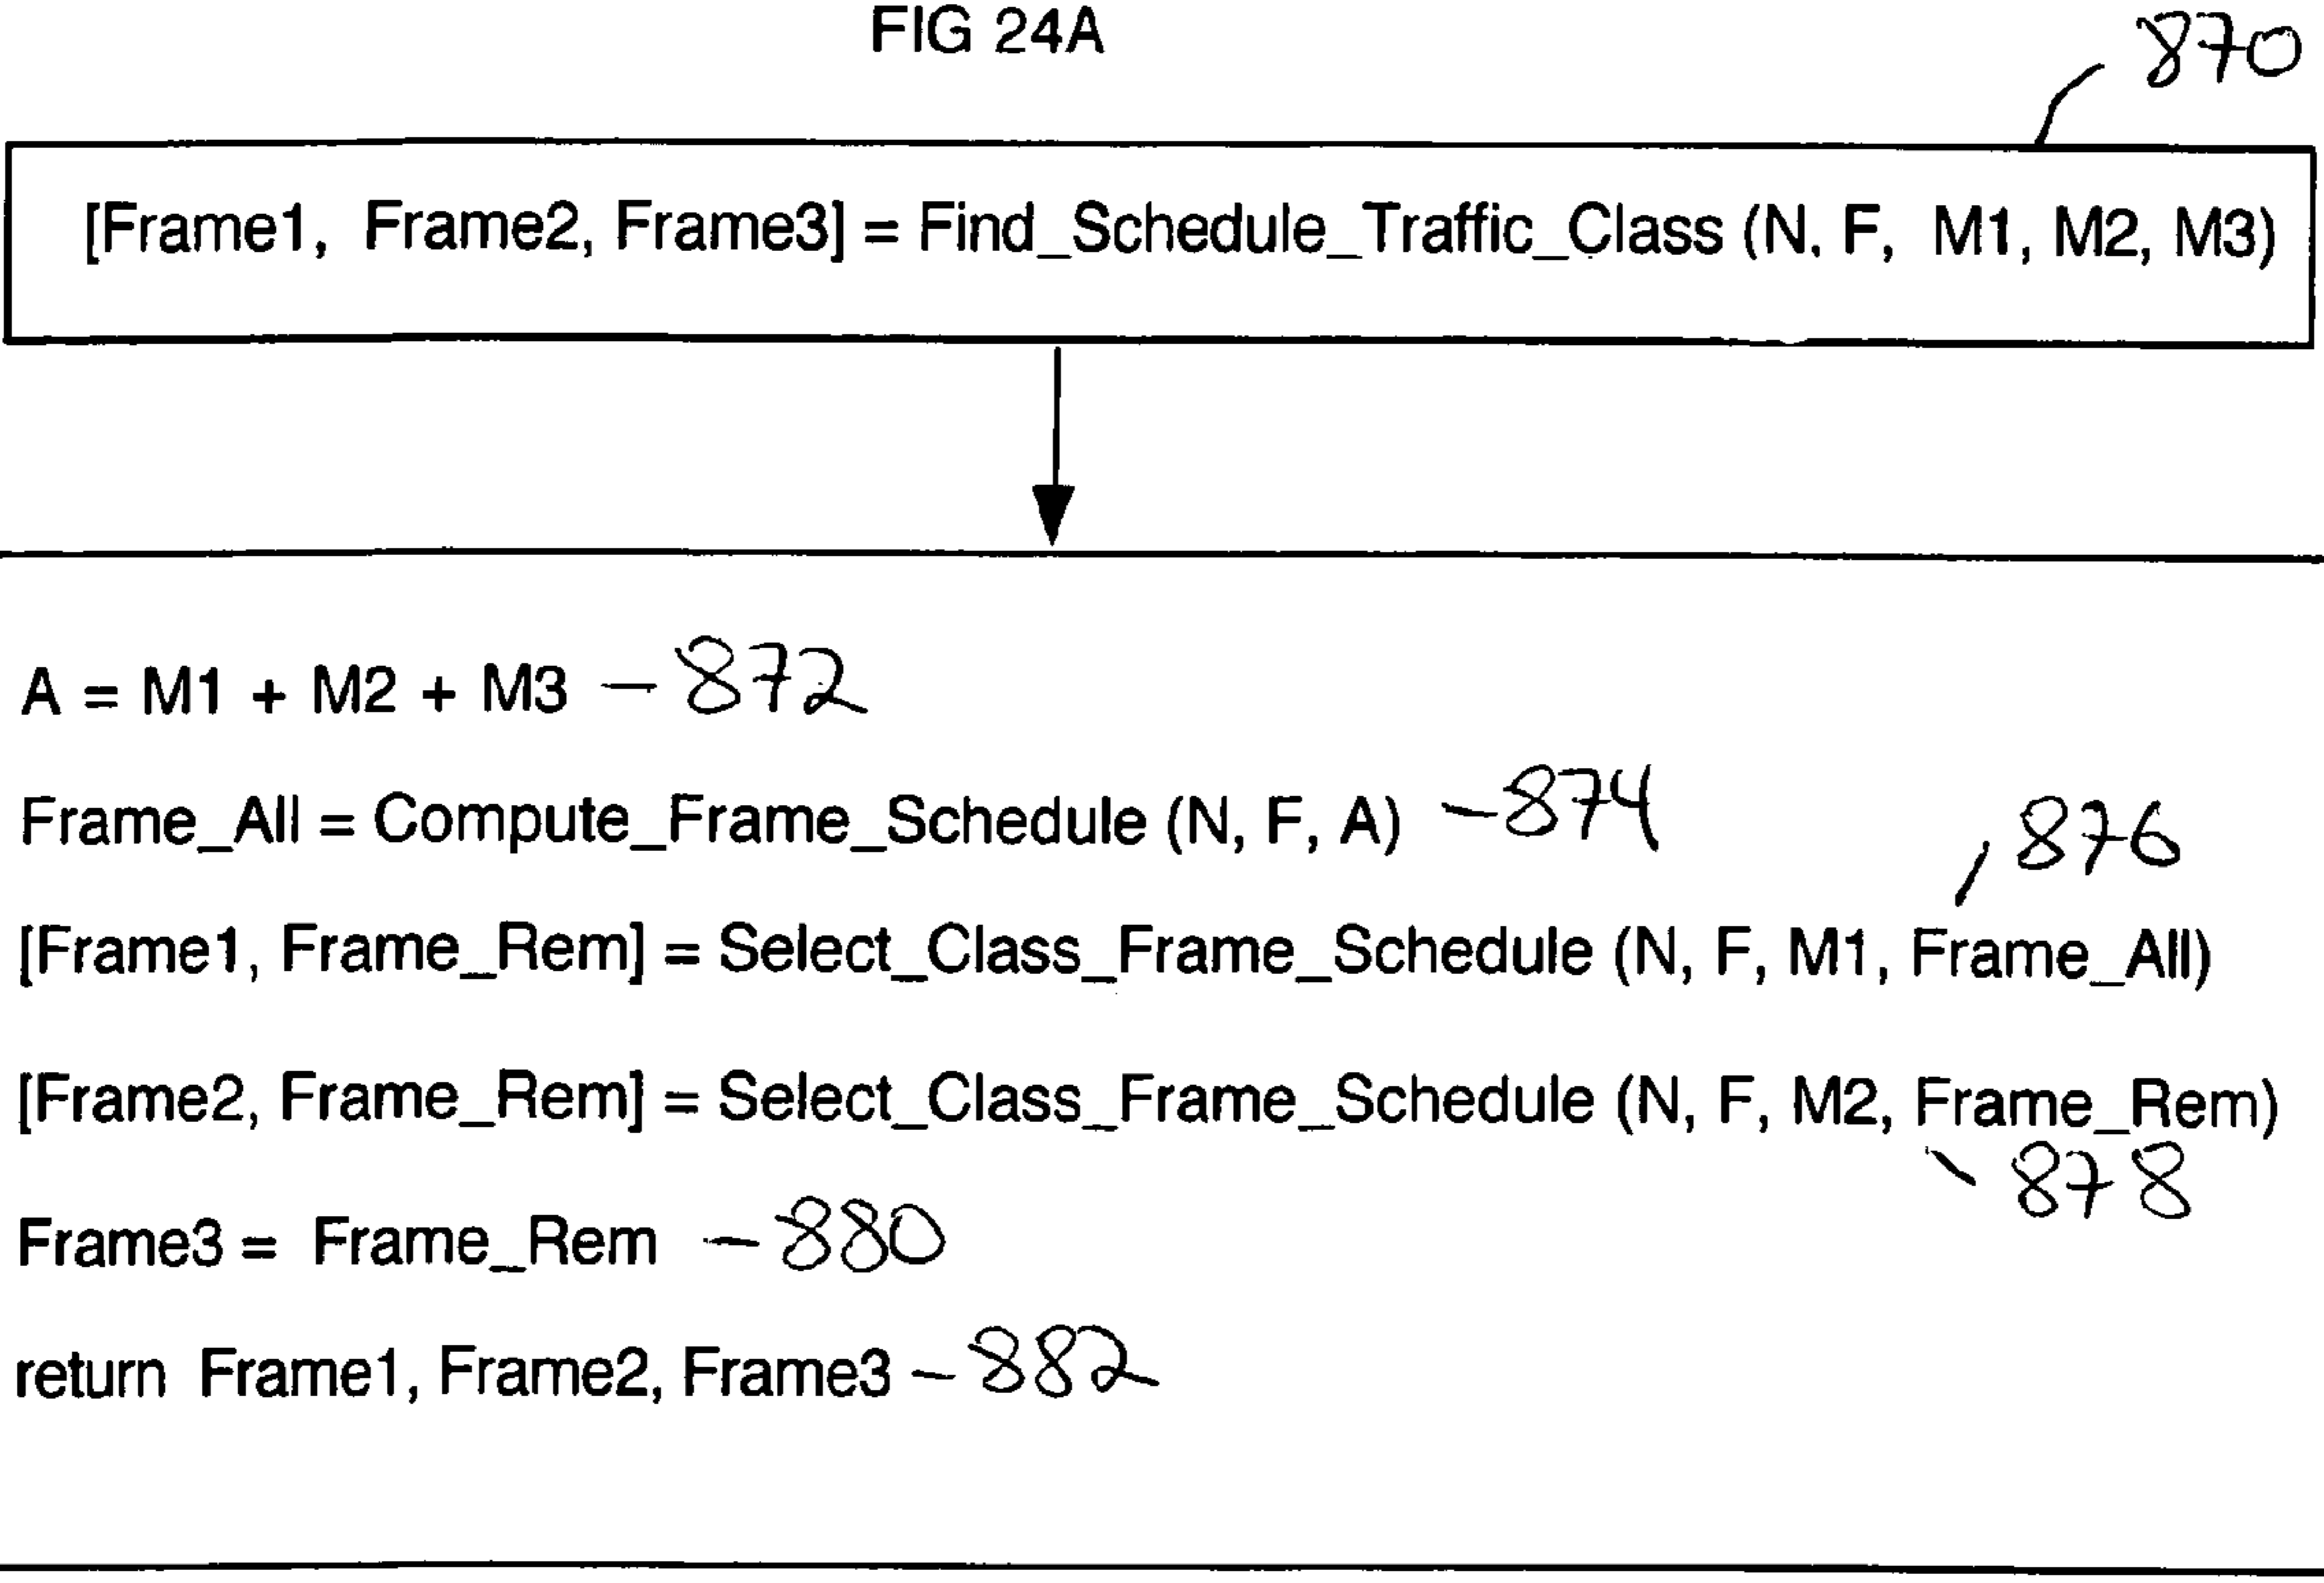 FIG 24A
870
[Frame1, Frame2, Frame3] = Find_Schedule_Traffic_Class (N, F, M1, M2, M3)
A = M1 + M2 + M3 - 872
Frame_All = Compute_Frame_Schedule (N, F, A) - 874
876
[Frame1, Frame_Rem] = Select_Class_Frame_Schedule (N, F, M1, Frame_All)
[Frame2, Frame_Rem] = Select_Class_Frame_Schedule (N, F, M2, Frame_Rem)
878
Frame3 = Frame_Rem - 880
return Frame1, Frame2, Frame3 - 882